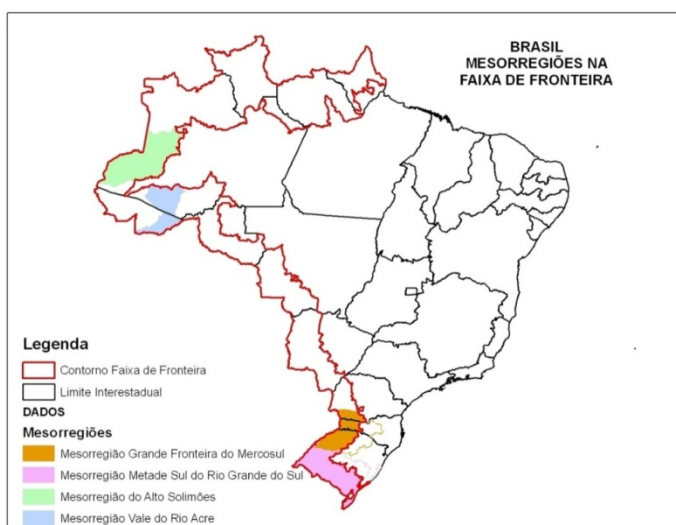 BRASIL
MESORREGIÕES NA
FAIXA DE FRONTEIRA
Legenda
Contorno Faixa de Fronteira
Limite Interestadual
DADOS
Mesorregiões
Mesorregião Grande Fronteira do Mercosul
Mesorregião Metade Sul do Rio Grande do Sul
Mesorregião do Alto Solimões
Mesorregião Vale do Rio Acre